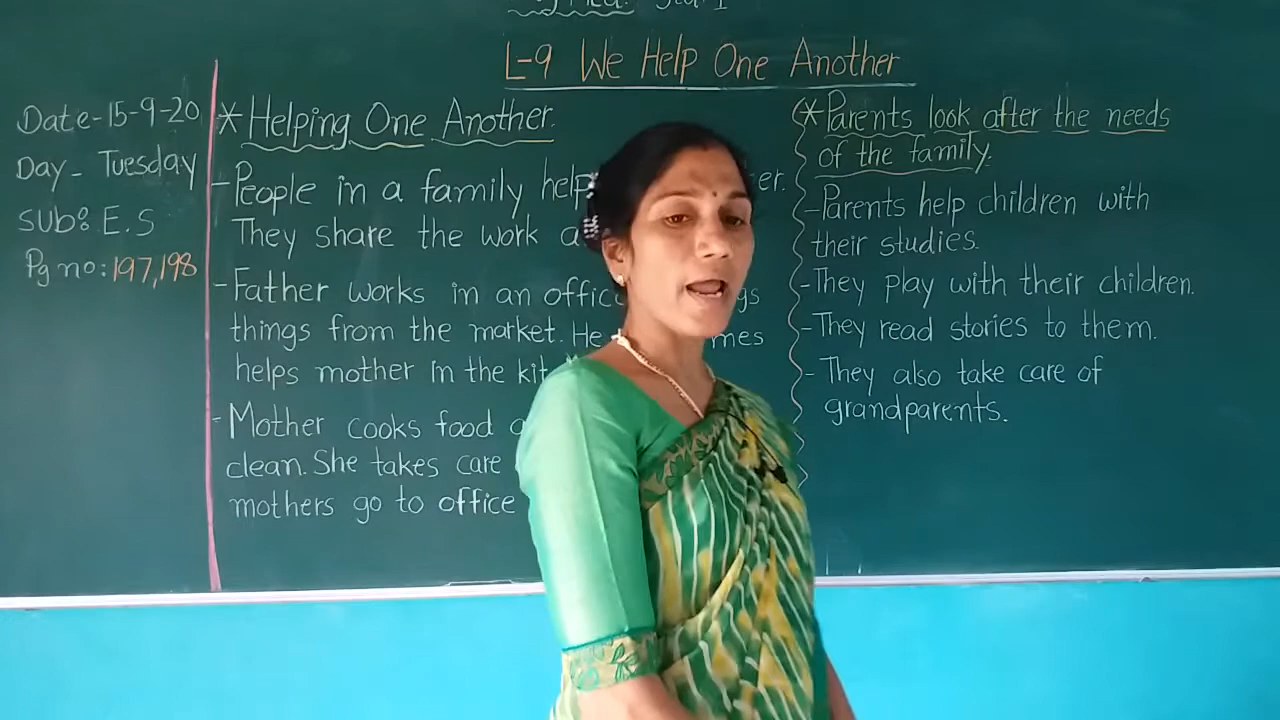 L-9 We Help One Another
Date-15-9-20
Day- Tuesday
Sub: E.S
Pg no: 197,198
* Helping One Another.
- People in a family help
They share the work
- Father works in an
things from the market. He
helps mother in the
- Mother cooks food
clean. She takes care
mothers go to office
* Parents look after the needs
of the family.
- Parents help children with
their studies.
- They play with their children.
- They read stories to them.
- They also take care of
grandparents.